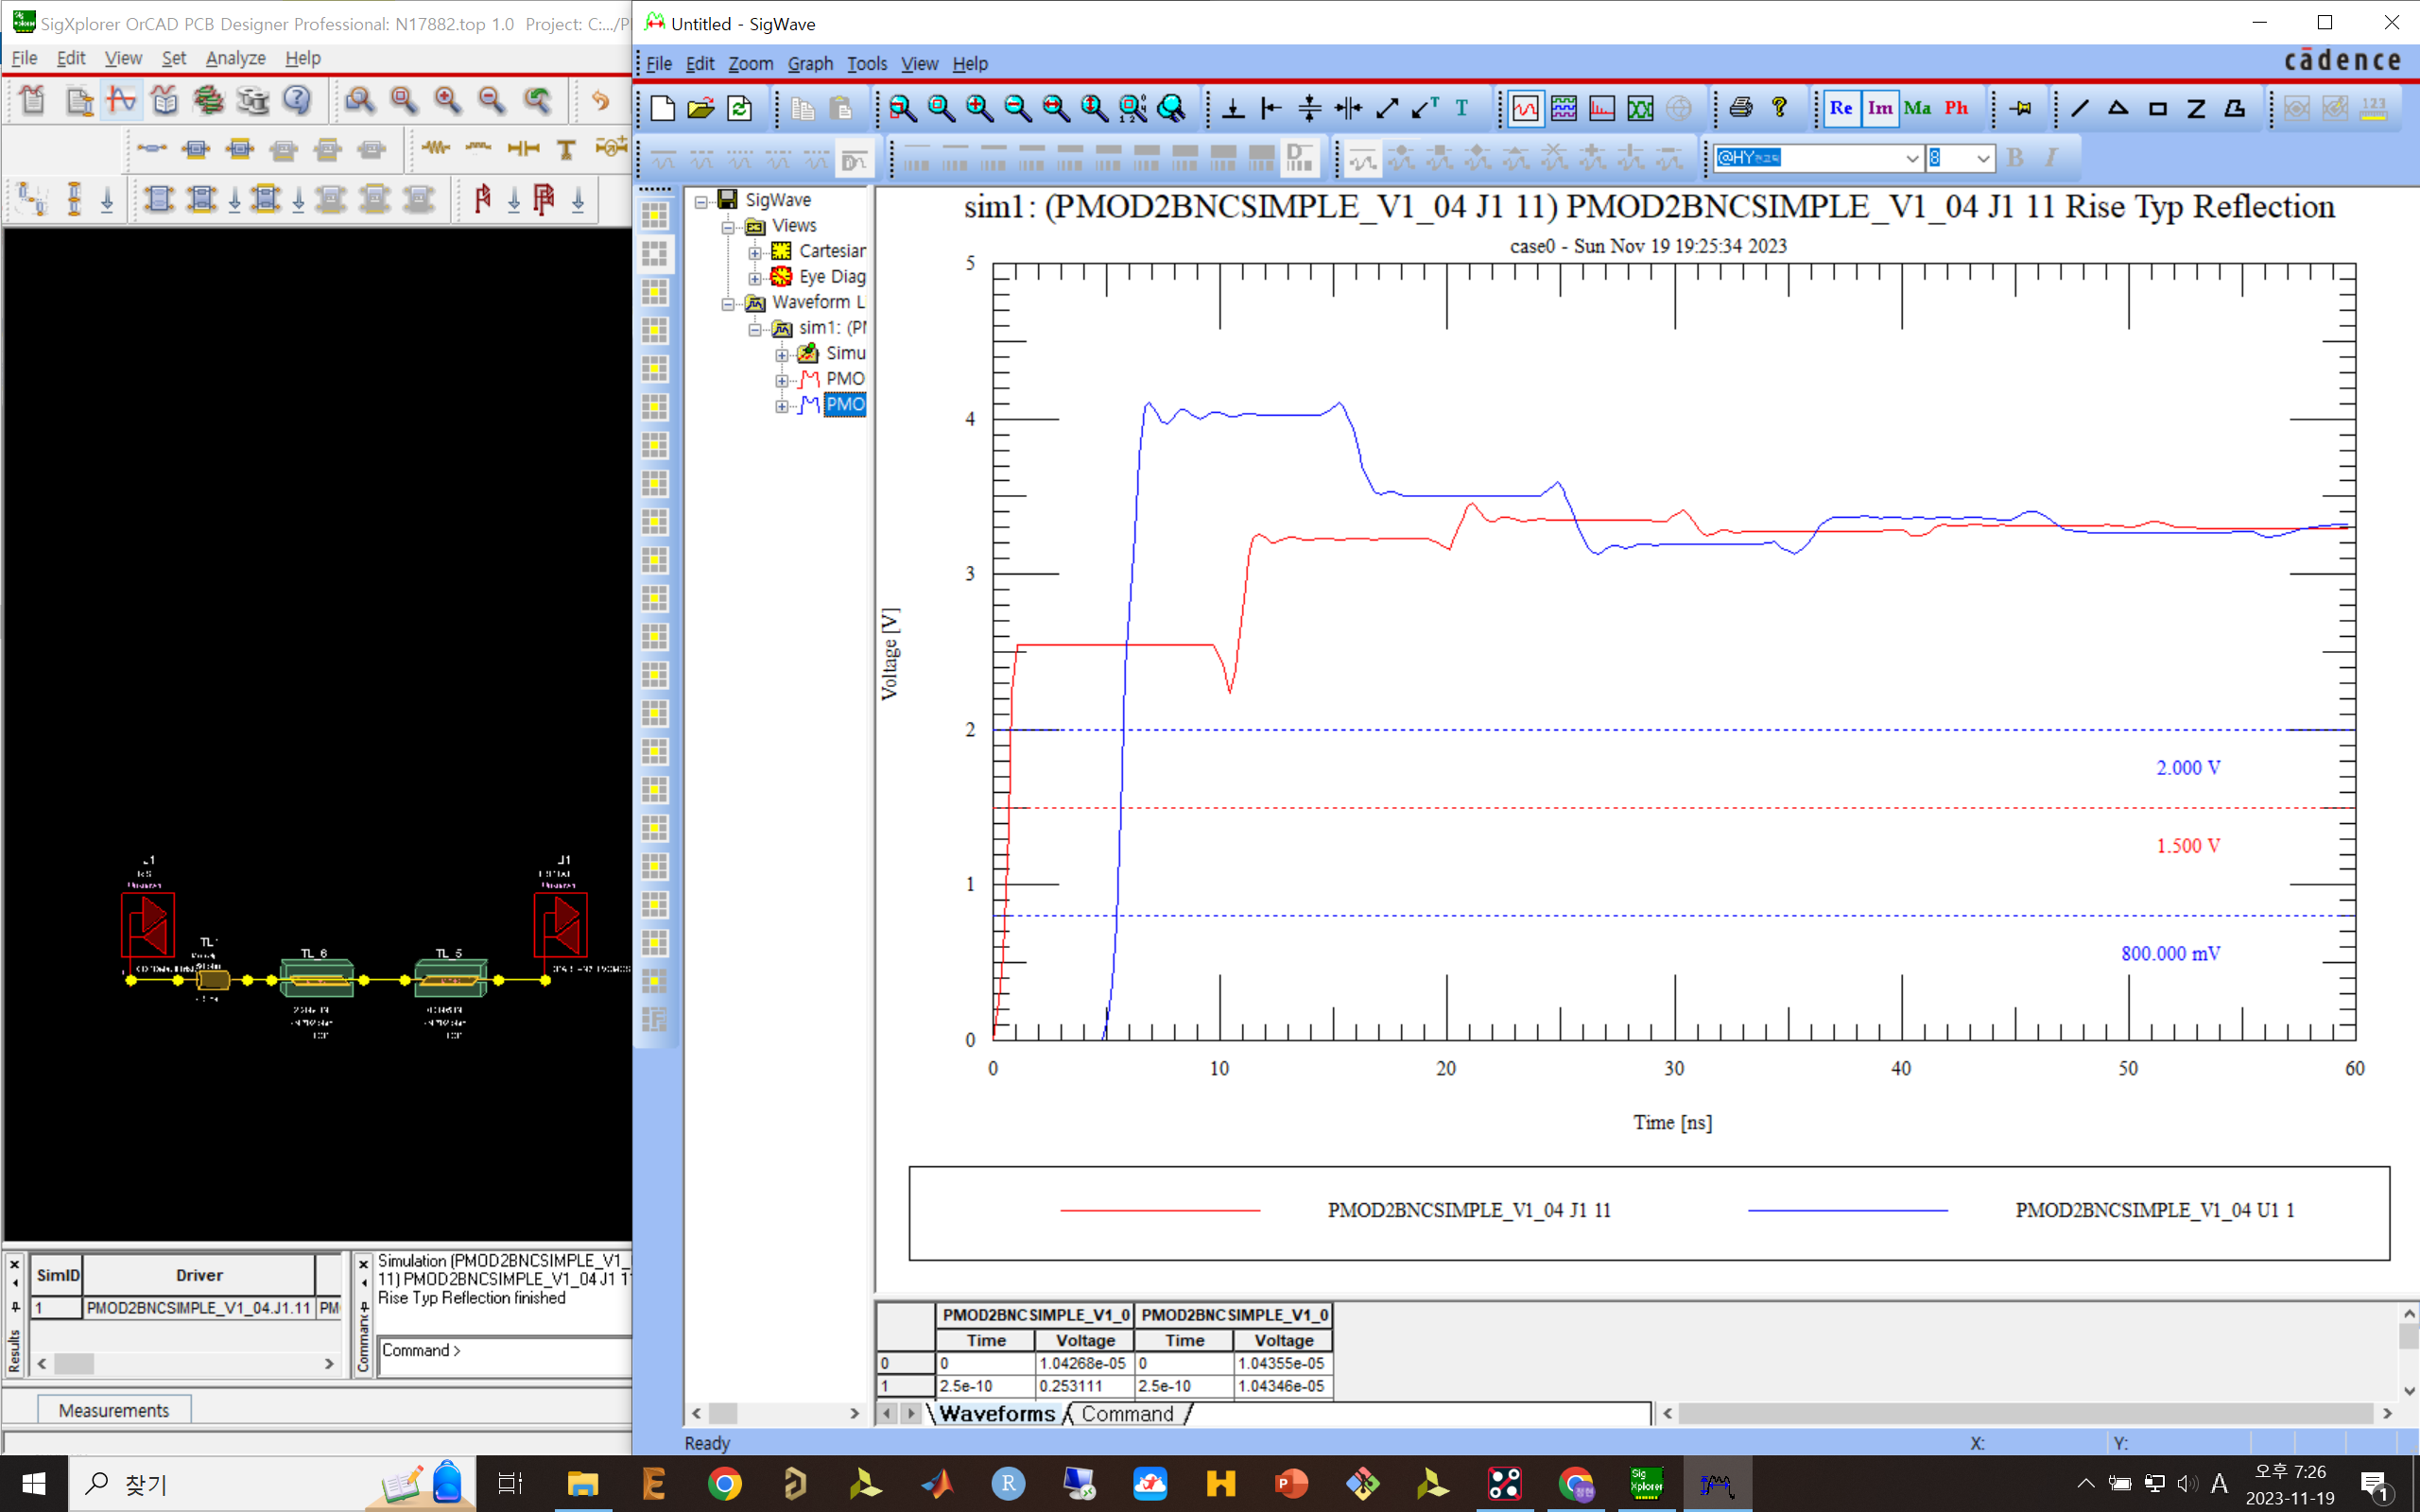 SigXplorer OrCAD PCB Designer Professional: N17882.top 1.0 Project: C:.../P
File Edit View Set Analyze Help
TL_6
TL_5
J1
SimID Driver
1 PMOD2BNCSIMPLE_V1_04.J1.11 PM
Results
Simulation (PMOD2BNCSIMPLE_V1_
11) PMOD2BNCSIMPLE_V1_04 J1 1
Rise Typ Reflection finished
Command >
Measurements
Untitled - SigWave
File Edit Zoom Graph Tools View Help
cādence
Re Im Ma Ph
8 B I
SigWave
Views
Cartesiar
Eye Diag
Waveform L
sim1: (P
Simu
PMO
PMO
sim1: (PMOD2BNCSIMPLE_V1_04 J1 11) PMOD2BNCSIMPLE_V1_04 J1 11 Rise Typ Reflection
case0 - Sun Nov 19 19:25:34 2023
5
4
3
2
1
0
Voltage [V]
2.000 V
1.500 V
800.000 mV
0 10 20 30 40 50 60
Time [ns]
PMOD2BNCSIMPLE_V1_04 J1 11 PMOD2BNCSIMPLE_V1_04 U1 1
PMOD2BNCSIMPLE_V1_0 PMOD2BNCSIMPLE_V1_0
Time Voltage Time Voltage
0 0 1.04268e-05 0 1.04355e-05
1 2.5e-10 0.253111 2.5e-10 1.04346e-05
Waveforms Command
Ready X: Y:
찾기
A 오후 7:26
2023-11-19
1